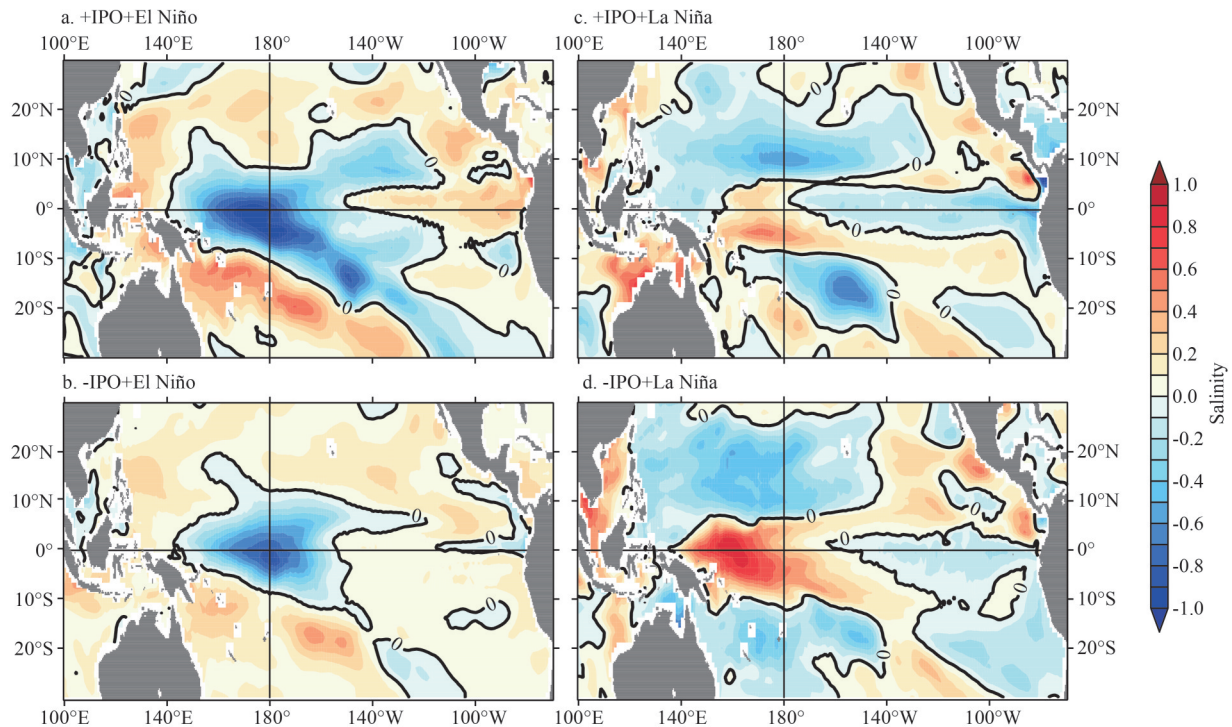 a. +IPO+El Niño
100°E 140°E 180° 140°W 100°W
20°N
10°N
0°
10°S
20°S
0
0
0
0
c. +IPO+La Niña
100°E 140°E 180° 140°W 100°W
20°N
10°N
0°
10°S
20°S
0
0
0
0
0
b. -IPO+El Niño
20°N
10°N
0°
10°S
20°S
100°E 140°E 180° 140°W 100°W
0
0
0
0
d. -IPO+La Niña
20°N
10°N
0°
10°S
20°S
100°E 140°E 180° 140°W 100°W
0
0
0
0
1.0
0.8
0.6
0.4
0.2
0.0
-0.2
-0.4
-0.6
-0.8
-1.0
Salinity